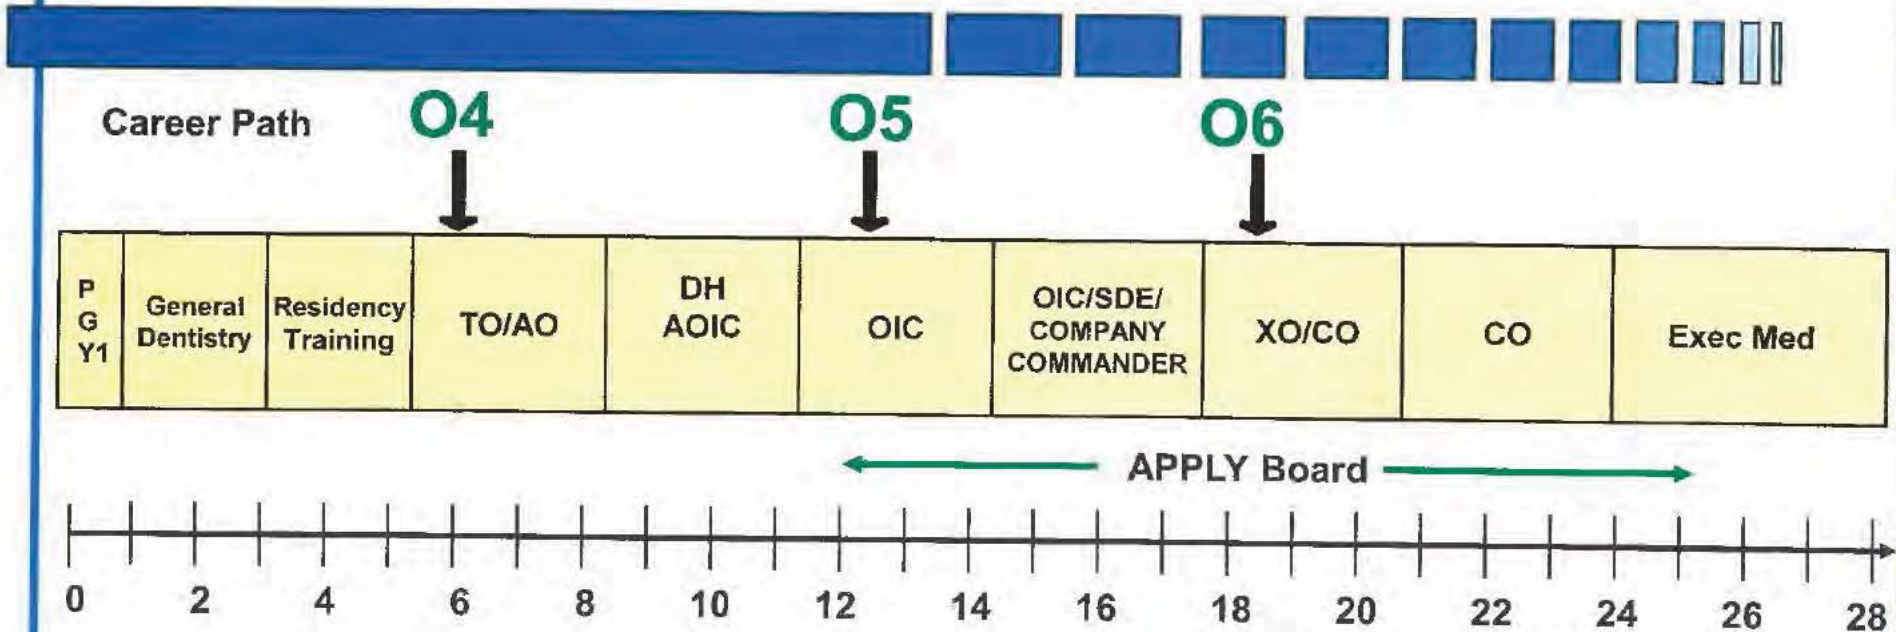 Career Path
O4
O5
O6
P
G
Y1
General
Dentistry
Residency
Training
TO/AO
DH
AOIC
OIC
OIC/SDE/
COMPANY
COMMANDER
XO/CO
CO
Exec Med
APPLY Board
0 2 4 6 8 10 12 14 16 18 20 22 24 26 28